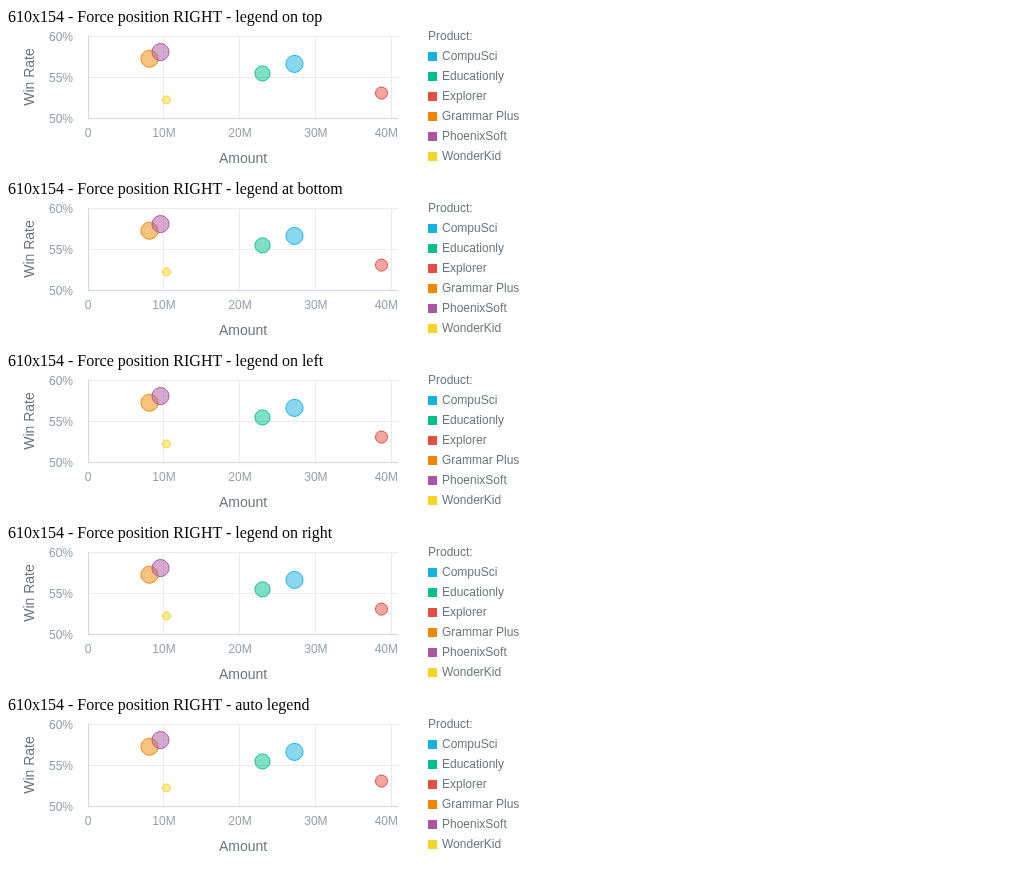 610x154 - Force position RIGHT - legend on top
Win Rate
60%
55%
50%
0 10M 20M 30M 40M
Amount
Product:
CompuSci
Educationly
Explorer
Grammar Plus
PhoenixSoft
WonderKid
610x154 - Force position RIGHT - legend at bottom
Win Rate
60%
55%
50%
0 10M 20M 30M 40M
Amount
Product:
CompuSci
Educationly
Explorer
Grammar Plus
PhoenixSoft
WonderKid
610x154 - Force position RIGHT - legend on left
Win Rate
60%
55%
50%
0 10M 20M 30M 40M
Amount
Product:
CompuSci
Educationly
Explorer
Grammar Plus
PhoenixSoft
WonderKid
610x154 - Force position RIGHT - legend on right
Win Rate
60%
55%
50%
0 10M 20M 30M 40M
Amount
Product:
CompuSci
Educationly
Explorer
Grammar Plus
PhoenixSoft
WonderKid
610x154 - Force position RIGHT - auto legend
Win Rate
60%
55%
50%
0 10M 20M 30M 40M
Amount
Product:
CompuSci
Educationly
Explorer
Grammar Plus
PhoenixSoft
WonderKid